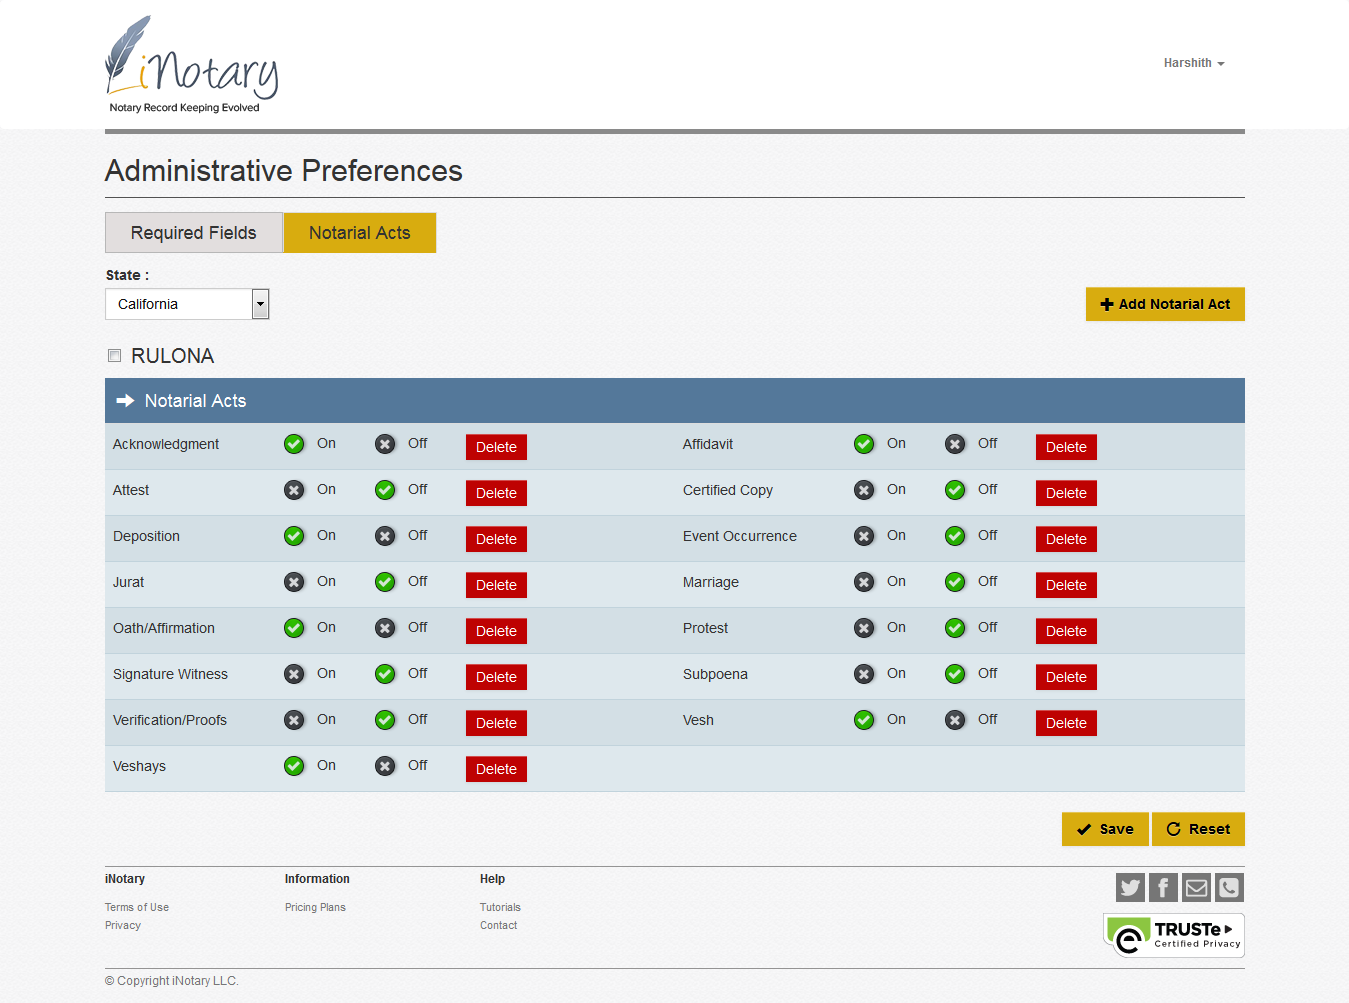 iNotary
Notary Record Keeping Evolved
Harshith
Administrative Preferences
Required Fields Notarial Acts
State :
California
Add Notarial Act
RULONA
Notarial Acts
Acknowledgment On Off Delete Affidavit On Off Delete
Attest On Off Delete Certified Copy On Off Delete
Deposition On Off Delete Event Occurrence On Off Delete
Jurat On Off Delete Marriage On Off Delete
Oath/Affirmation On Off Delete Protest On Off Delete
Signature Witness On Off Delete Subpoena On Off Delete
Verification/Proofs On Off Delete Vesh On Off Delete
Veshays On Off Delete
Save Reset
iNotary Information Help
Terms of Use Pricing Plans Tutorials
Privacy Contact
TRUSTe
Certified Privacy
© Copyright iNotary LLC.